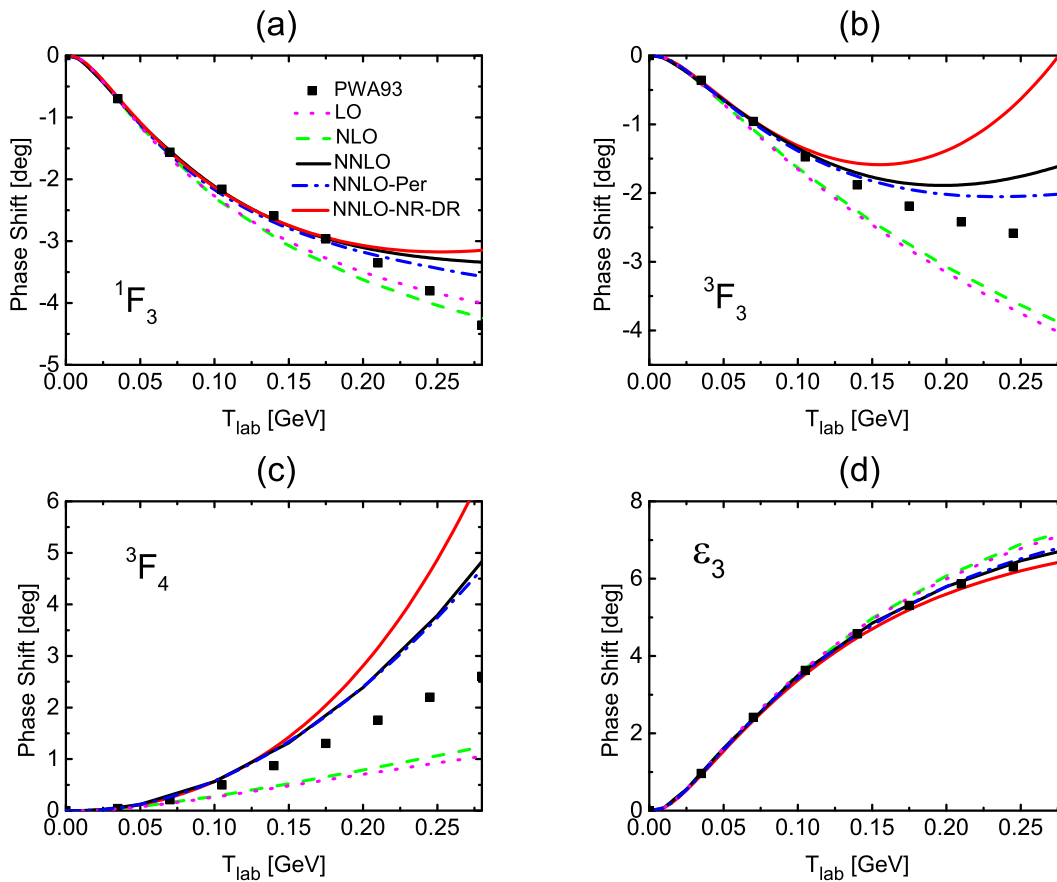 (a)
0
-1
-2
-3
-4
-5
Phase Shift [deg]
PWA93
LO
NLO
NNLO
NNLO-Per
NNLO-NR-DR
¹F₃
0.00 0.05 0.10 0.15 0.20 0.25
T_lab [GeV]
(b)
0
-1
-2
-3
-4
Phase Shift [deg]
³F₃
0.00 0.05 0.10 0.15 0.20 0.25
T_lab [GeV]
(c)
6
5
4
3
2
1
0
Phase Shift [deg]
³F₄
0.00 0.05 0.10 0.15 0.20 0.25
T_lab [GeV]
(d)
8
6
4
2
0
Phase Shift [deg]
ε₃
0.00 0.05 0.10 0.15 0.20 0.25
T_lab [GeV]